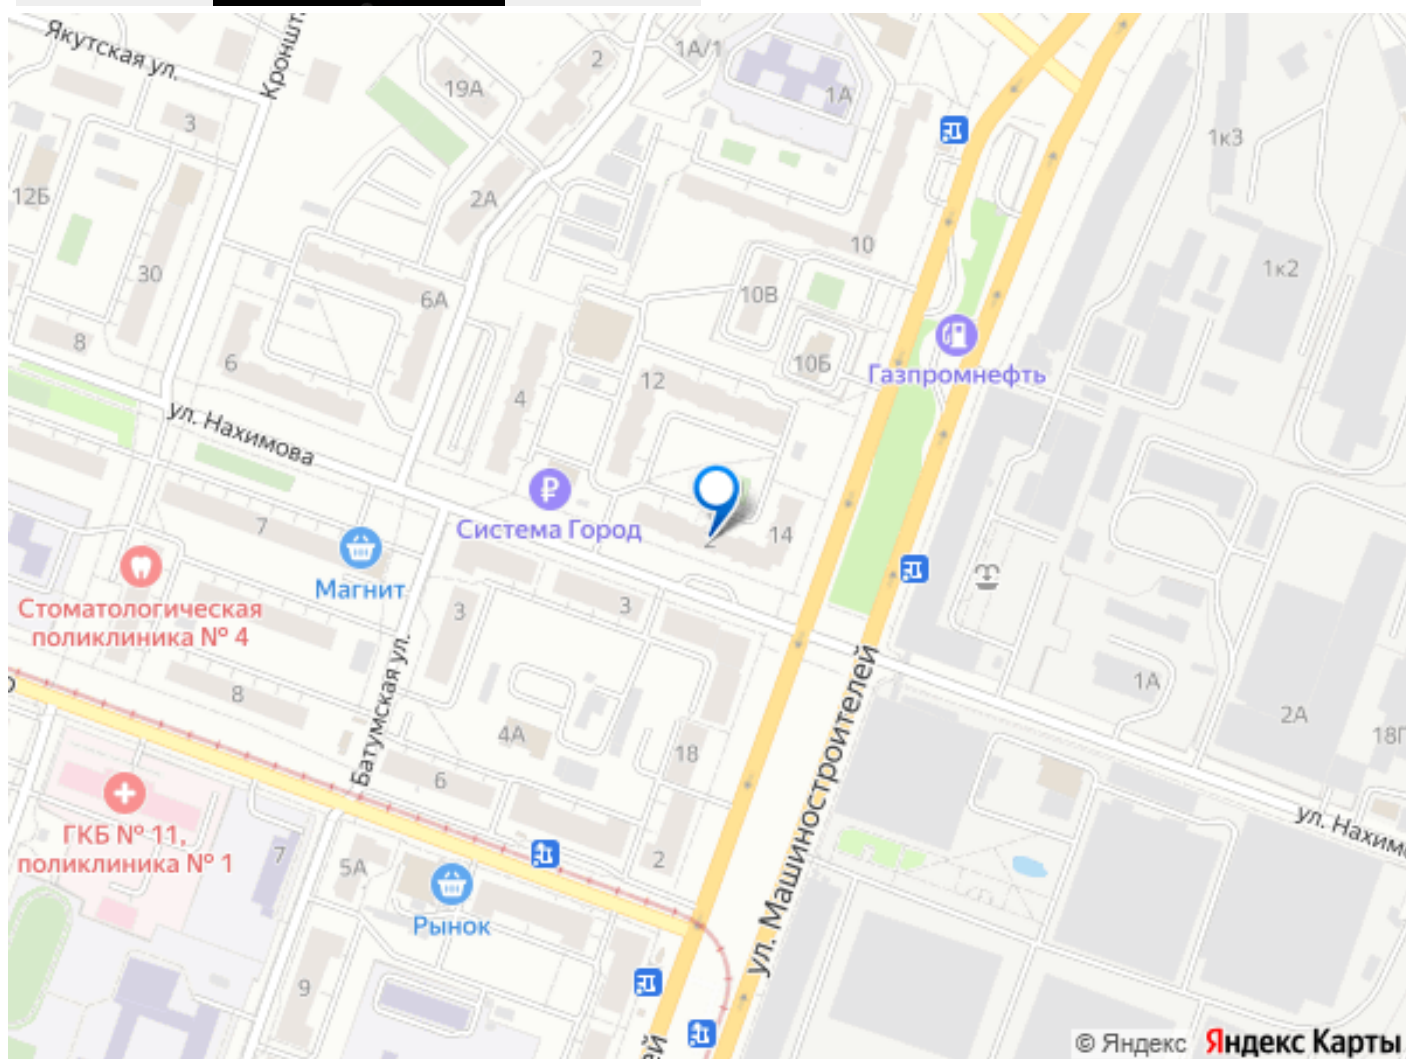 Якутская ул.
Кроншт
2
1А/1
19А
1А
3
1к3
12Б
2А
10
30
1к2
10В
6А
8
6
10Б
Газпромнефть
12
4
ул. Нахимова
Система Город
14
7
2
Магнит
Стоматологическая
поликлиника № 4
3
3
8
Батумская ул.
1А
2А
18Г
4А
18
6
ул. Машиностроителей
ул. Нахимо
ГКБ № 11,
поликлиника № 1
7
5А
2
Рынок
9
ей
© Яндекс Яндекс Карты